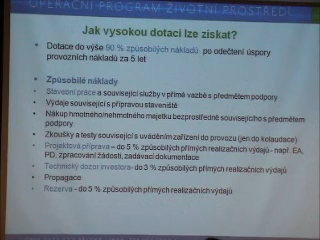 OPERAČNÍ PROGRAM ŽIVOTNÍ PROSTŘEDÍ
Jak vysokou dotaci lze získat?
• Dotace do výše 90 % způsobilých nákladů po odečtení úspory
provozních nákladů za 5 let
• Způsobilé náklady
• Stavební práce a související služby v přímé vazbě s předmětem podpory
• Výdaje související s přípravou staveniště
• Nákup hmotného/nehmotného majetku bezprostředně souvisejícího s předmětem
podpory
• Zkoušky a testy související s uváděním zařízení do provozu (jen do kolaudace)
• Projektová příprava – do 5 % způsobilých přímých realizačních výdajů - např. EA,
PD, zpracování žádosti, zadávací dokumentace
• Technický dozor investora - do 3 % způsobilých přímých realizačních výdajů
• Propagace
• Rezerva - do 5 % způsobilých přímých realizačních výdajů